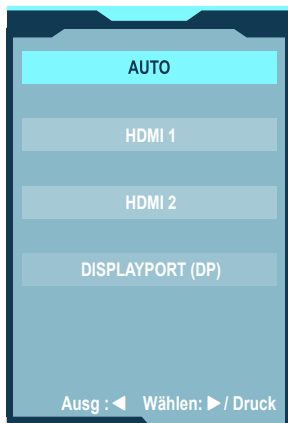 AUTO
HDMI 1
HDMI 2
DISPLAYPORT (DP)
Ausg : ◀ Wählen: ▶ / Druck